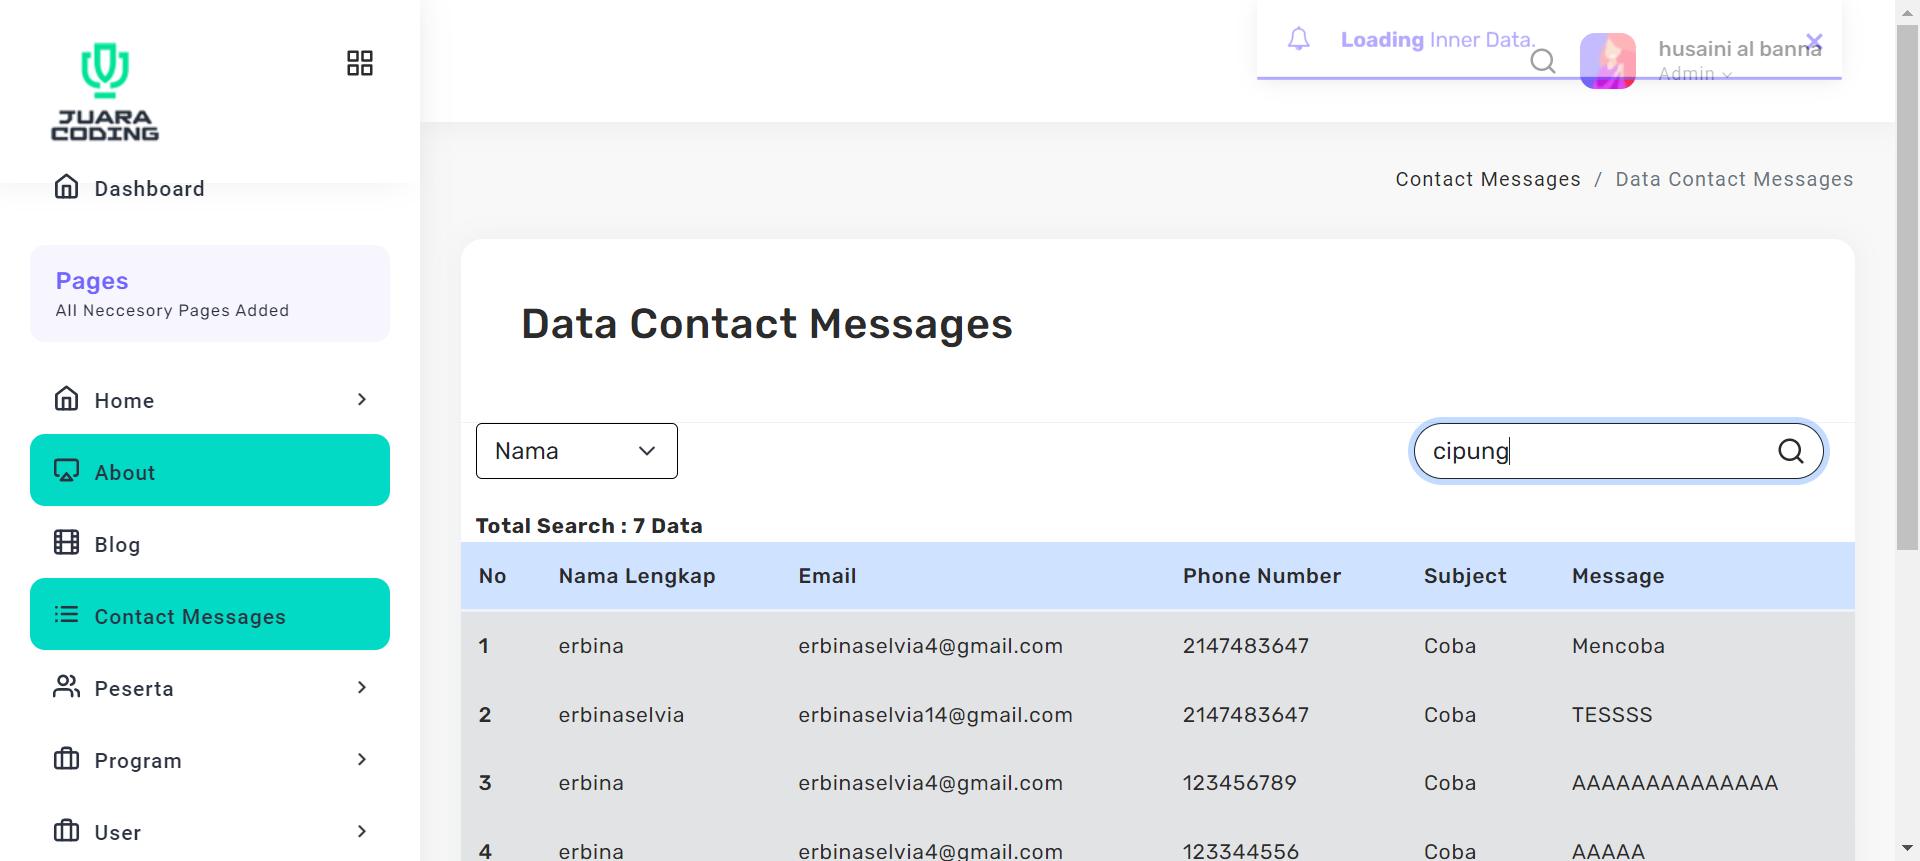 JUARA
CODING
Loading Inner Data.
husaini al banna
Admin
Dashboard
Contact Messages / Data Contact Messages
Pages
All Neccesory Pages Added
Data Contact Messages
Home
About
Blog
Contact Messages
Peserta
Program
User
Nama
cipung
Total Search : 7 Data
No Nama Lengkap Email Phone Number Subject Message
1 erbina erbinaselvia4@gmail.com 2147483647 Coba Mencoba
2 erbinaselvia erbinaselvia14@gmail.com 2147483647 Coba TESSSS
3 erbina erbinaselvia4@gmail.com 123456789 Coba AAAAAAAAAAAAAA
4 erbina erbinaselvia4@gmail.com 123344556 Coba AAAAA